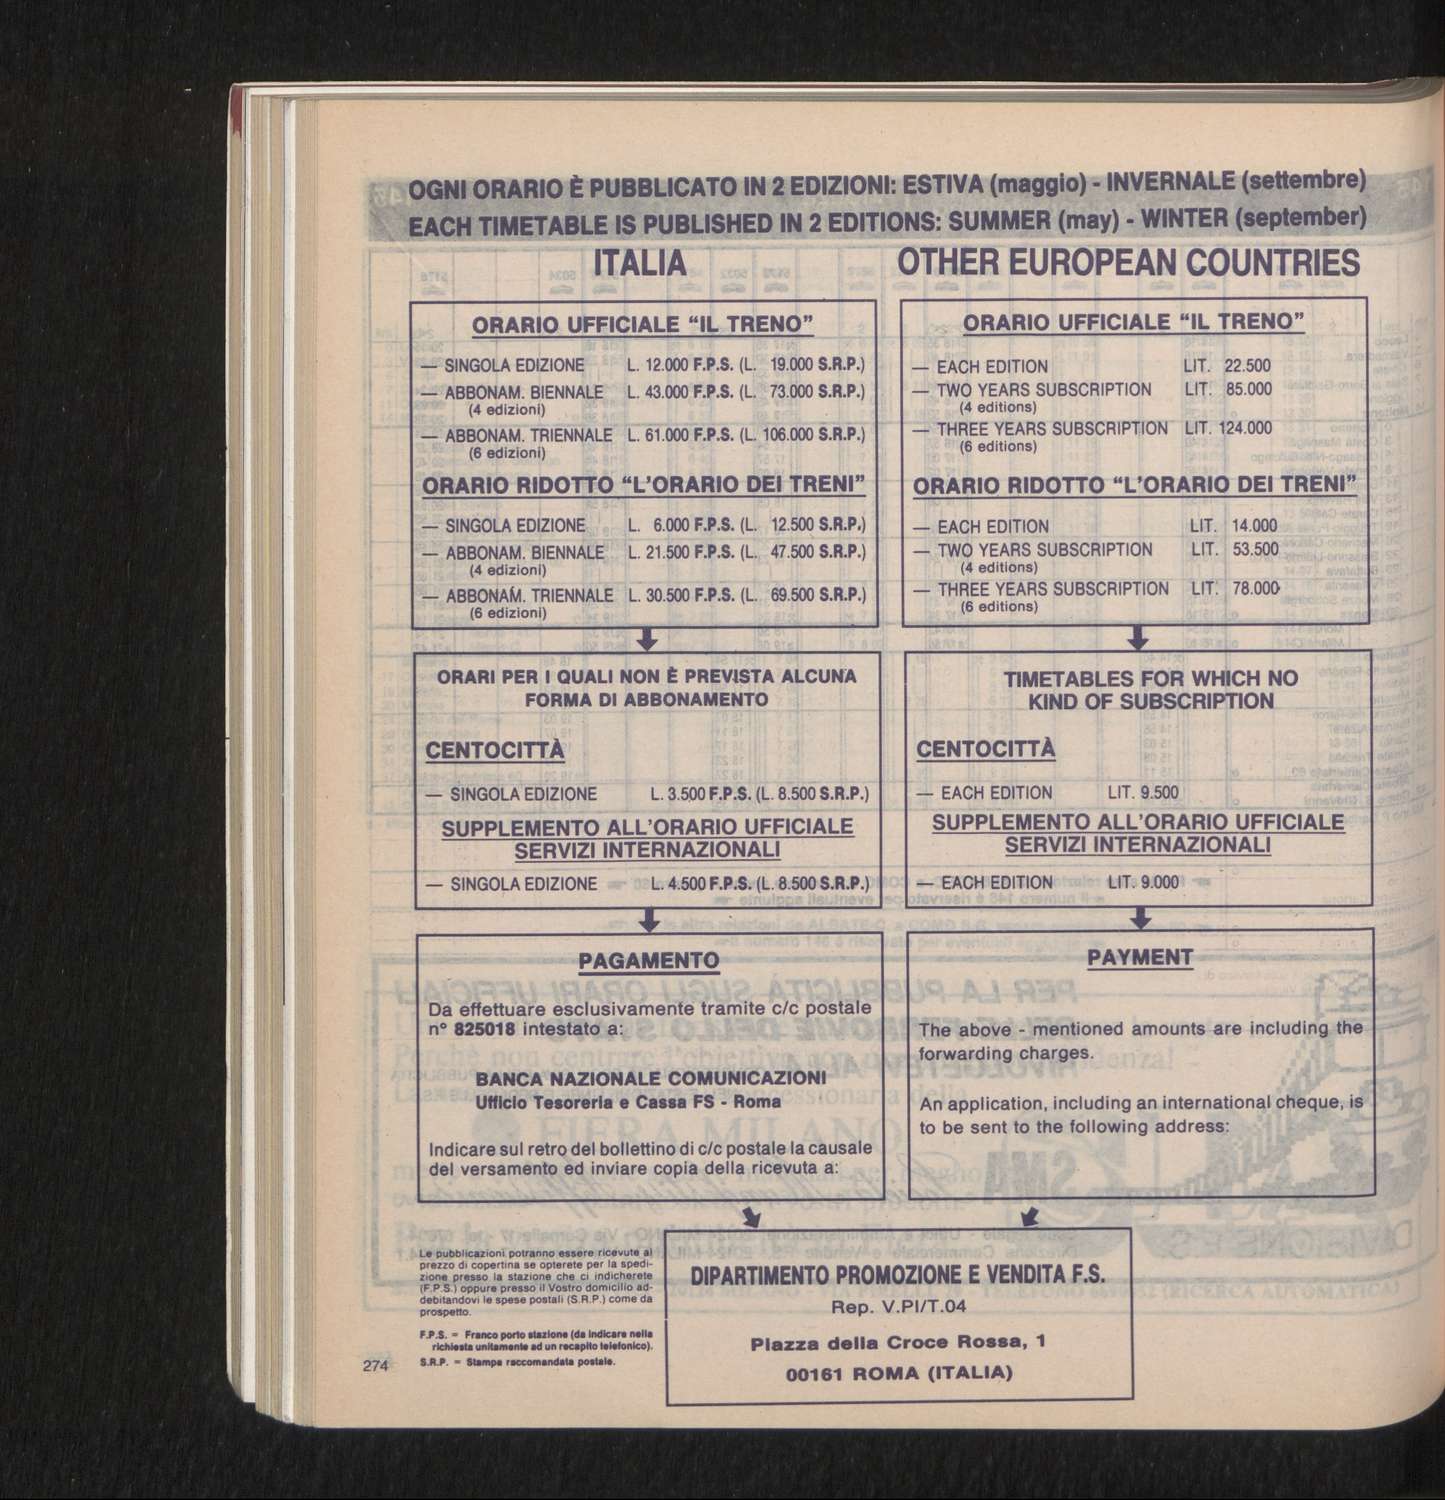 OGNI ORARIO È PUBBLICATO IN 2 EDIZIONI: ESTIVA (maggio) - INVERNALE (settembre)
EACH TIMETABLE IS PUBLISHED IN 2 EDITIONS: SUMMER (may) - WINTER (september)
ITALIA
ORARIO UFFICIALE “IL TRENO”
— SINGOLA EDIZIONE L. 12.000 F.P.S. (L. 19.000 S.R.P.)
— ABBONAM. BIENNALE L. 43.000 F.P.S. (L. 73.000 S.R.P.)
(4 edizioni)
— ABBONAM. TRIENNALE L. 61.000 F.P.S. (L. 106.000 S.R.P.)
(6 edizioni)
ORARIO RIDOTTO “L'ORARIO DEI TRENI”
— SINGOLA EDIZIONE L. 6.000 F.P.S. (L. 12.500 S.R.P.)
— ABBONAM. BIENNALE L. 21.500 F.P.S. (L. 47.500 S.R.P.)
(4 edizioni)
— ABBONAM. TRIENNALE L. 30.500 F.P.S. (L. 69.500 S.R.P.)
(6 edizioni)
ORARI PER I QUALI NON È PREVISTA ALCUNA
FORMA DI ABBONAMENTO
CENTOCITTÀ
— SINGOLA EDIZIONE L. 3.500 F.P.S. (L. 8.500 S.R.P.)
SUPPLEMENTO ALL'ORARIO UFFICIALE
SERVIZI INTERNAZIONALI
— SINGOLA EDIZIONE L. 4.500 F.P.S. (L. 8.500 S.R.P.)
PAGAMENTO
Da effettuare esclusivamente tramite c/c postale
n° 825018 intestato a:
BANCA NAZIONALE COMUNICAZIONI
Ufficio Tesoreria e Cassa FS - Roma
Indicare sul retro del bollettino di c/c postale la causale
del versamento ed inviare copia della ricevuta a:
OTHER EUROPEAN COUNTRIES
ORARIO UFFICIALE “IL TRENO”
— EACH EDITION LIT. 22.500
— TWO YEARS SUBSCRIPTION LIT. 85.000
(4 editions)
— THREE YEARS SUBSCRIPTION LIT. 124.000
(6 editions)
ORARIO RIDOTTO “L'ORARIO DEI TRENI”
— EACH EDITION LIT. 14.000
— TWO YEARS SUBSCRIPTION LIT. 53.500
(4 editions)
— THREE YEARS SUBSCRIPTION LIT. 78.000
(6 editions)
TIMETABLES FOR WHICH NO
KIND OF SUBSCRIPTION
CENTOCITTÀ
— EACH EDITION LIT. 9.500
SUPPLEMENTO ALL'ORARIO UFFICIALE
SERVIZI INTERNAZIONALI
— EACH EDITION LIT. 9.000
PAYMENT
The above - mentioned amounts are including the
forwarding charges.
An application, including an international cheque, is
to be sent to the following address:
Le pubblicazioni potranno essere ricevute al
prezzo di copertina se opterete per la spedi-
zione presso la stazione che ci indicherete
(F.P.S.) oppure presso il Vostro domicilio ad-
debitandovi le spese postali (S.R.P.) come da
prospetto.
F.P.S. = Franco porto stazione (da indicare nella
richiesta unitamente ad un recapito telefonico).
S.R.P. = Stampa raccomandata postale.
DIPARTIMENTO PROMOZIONE E VENDITA F.S.
Rep. V.PI/T.04
Piazza della Croce Rossa, 1
00161 ROMA (ITALIA)
274